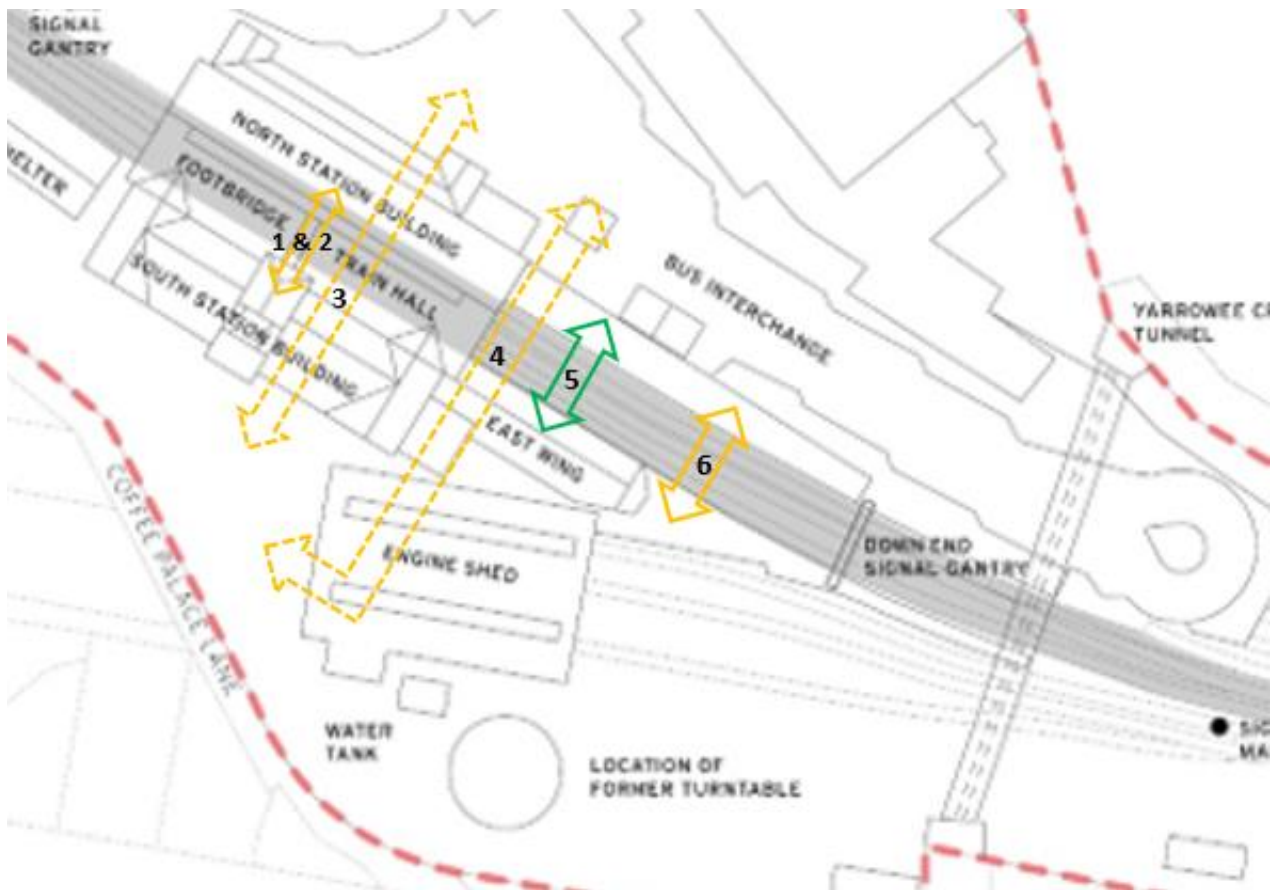 SIGNAL
GANTRY
NORTH STATION BUILDING
FOOTBRIDGE
TRAIN HALL
1 & 2
SOUTH STATION BUILDING
3
4
5
6
BUS INTERCHANGE
YARROWEE
TUNNEL
EAST WING
ENGINE SHED
DOWN END
SIGNAL GANTRY
COFFEE PALACE LANE
WATER
TANK
LOCATION OF
FORMER TURNTABLE